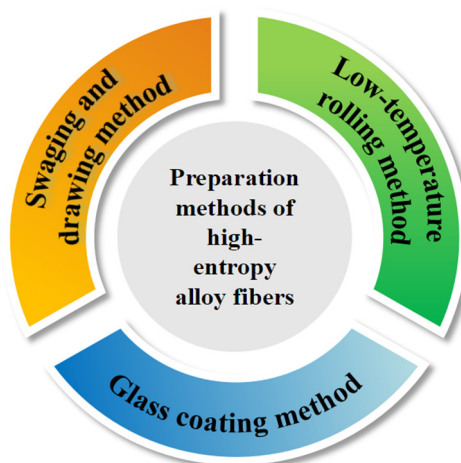 Swaging and
drawing method
Low-temperature
rolling method
Preparation
methods of
high-
entropy
alloy fibers
Glass coating method